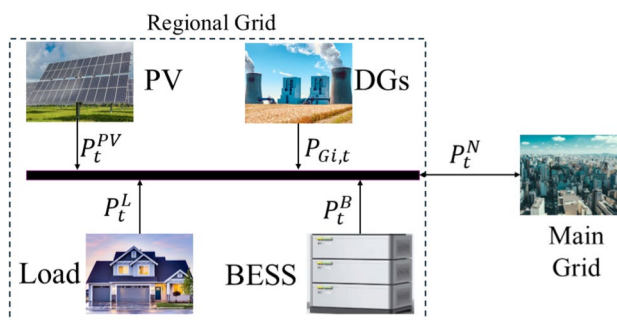 Regional Grid
PV
DGs
P_t^{PV}
P_{Gi,t}
P_t^N
P_t^L
P_t^B
Load
BESS
Main
Grid